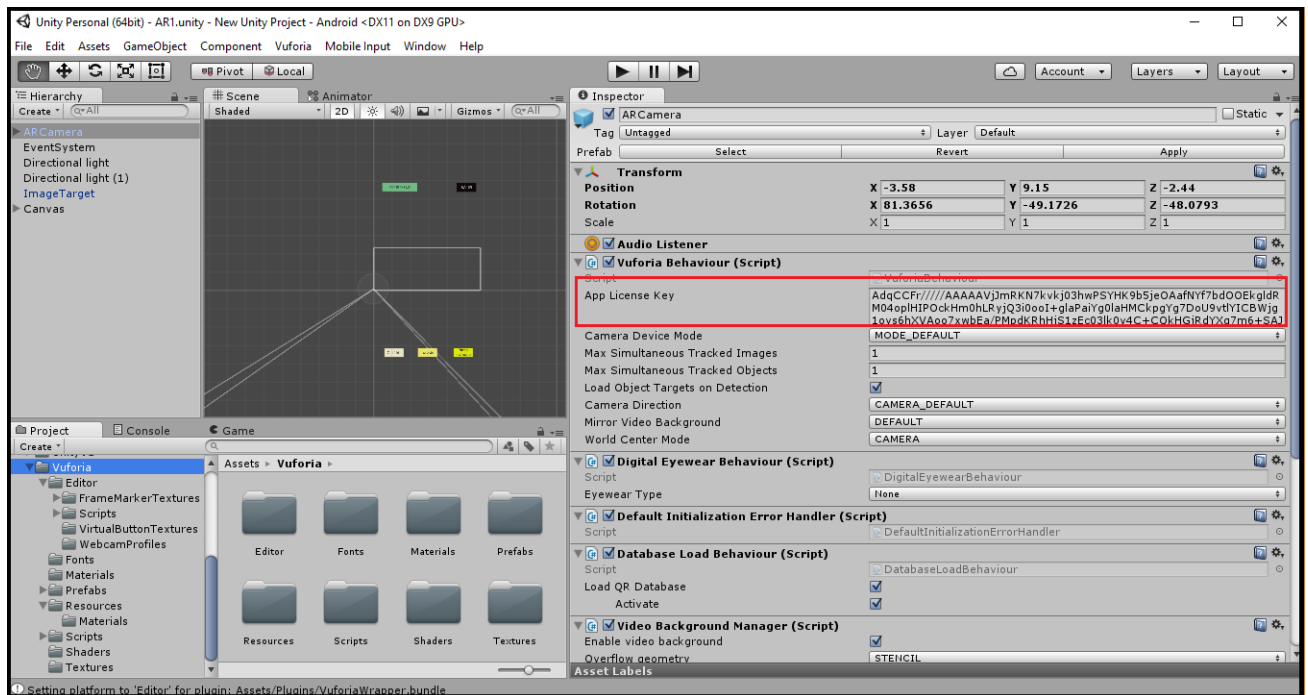 Unity Personal (64bit) - AR1.unity - New Unity Project - Android <DX11 on DX9 GPU>
File Edit Assets GameObject Component Vuforia Mobile Input Window Help
Pivot Local Account Layers Layout
Hierarchy
Create All
ARCamera
EventSystem
Directional light
Directional light (1)
ImageTarget
Canvas
Scene Animator
Shaded 2D Gizmos All
Inspector
ARCamera Static
Tag Untagged Layer Default
Prefab Select Revert Apply
Transform
Position X -3.58 Y 9.15 Z -2.44
Rotation X 81.3656 Y -49.1726 Z -48.0793
Scale X 1 Y 1 Z 1
Audio Listener
Vuforia Behaviour (Script)
Script VuforiaBehaviour
App License Key
Camera Device Mode MODE_DEFAULT
Max Simultaneous Tracked Images 1
Max Simultaneous Tracked Objects 1
Load Object Targets on Detection
Camera Direction CAMERA_DEFAULT
Mirror Video Background DEFAULT
World Center Mode CAMERA
Digital Eyewear Behaviour (Script)
Script DigitalEyewearBehaviour
Eyewear Type None
Default Initialization Error Handler (Script)
Script DefaultInitializationErrorHandler
Database Load Behaviour (Script)
Script DatabaseLoadBehaviour
Load QR Database
Activate
Video Background Manager (Script)
Enable video background
Overflow geometry STENCIL
Asset Labels
Project Console
Create
Vuforia
Editor
FrameMarkerTextures
Scripts
VirtualButtonTextures
WebcamProfiles
Fonts
Materials
Prefabs
Resources
Materials
Scripts
Shaders
Textures
Game
Assets Vuforia
Editor Fonts Materials Prefabs
Resources Scripts Shaders Textures
Setting platform to 'Editor' for plugin: Assets/Plugins/VuforiaWrapper.bundle